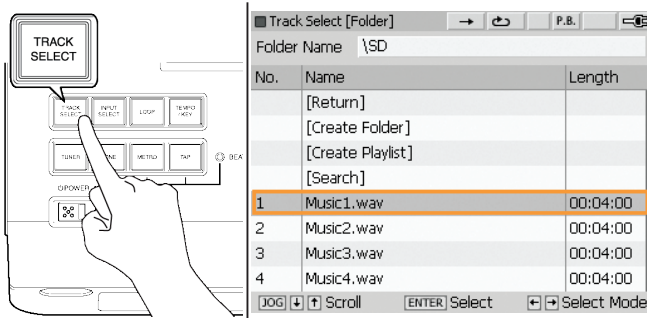 TRACK
SELECT
TRACK
SELECT
INPUT
SELECT
LOOP
TEMPO
/KEY
TUNER
METRO
TAP
POWER
Track Select [Folder] P.B.
Folder Name \SD
No. Name Length
[Return]
[Create Folder]
[Create Playlist]
[Search]
1 Music1.wav 00:04:00
2 Music2.wav 00:04:00
3 Music3.wav 00:04:00
4 Music4.wav 00:04:00
JOG ↓ ↑ Scroll ENTER Select ← → Select Mode